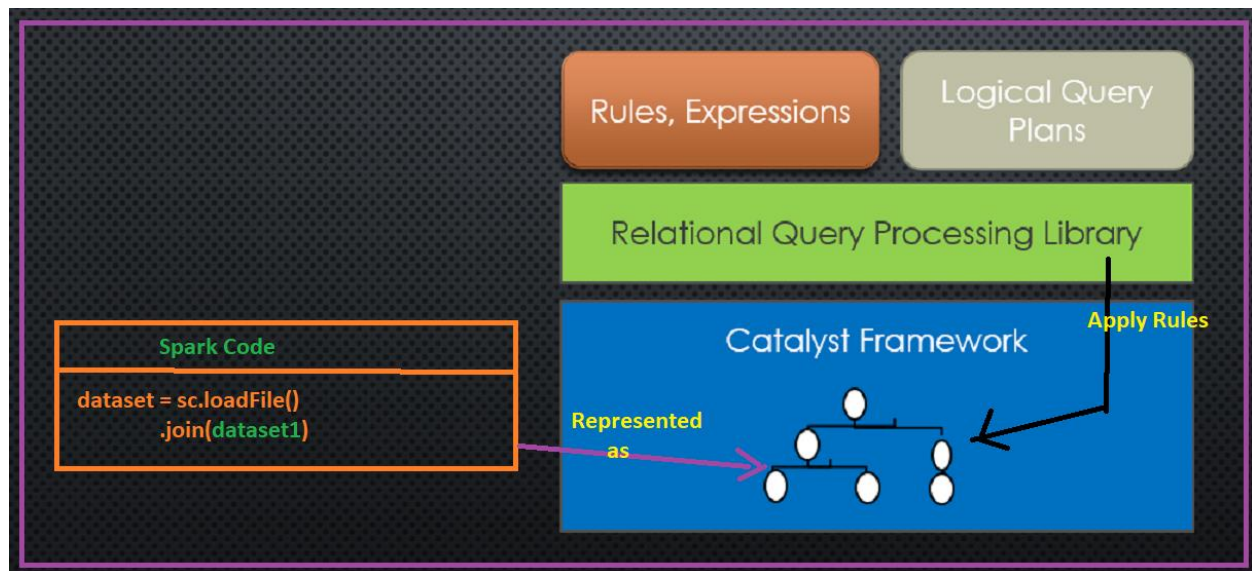 Rules, Expressions
Logical Query
Plans
Relational Query Processing Library
Spark Code
dataset = sc.loadFile()
.join(dataset1)
Represented
as
Catalyst Framework
Apply Rules